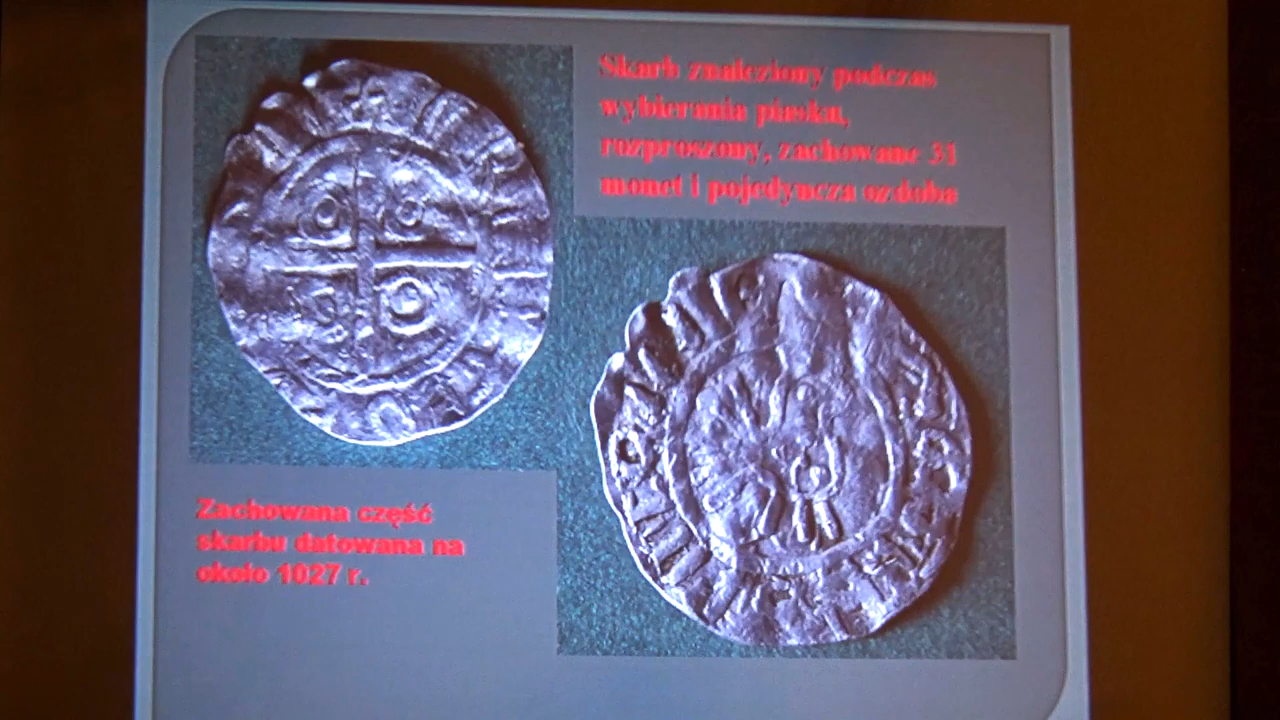 Skarb znaleziony podczas
wybierania piasku,
rozproszony, zachowane 31
monet i pojedyncza ozdoba
Zachowana część
skarbu datowana na
około 1027 r.